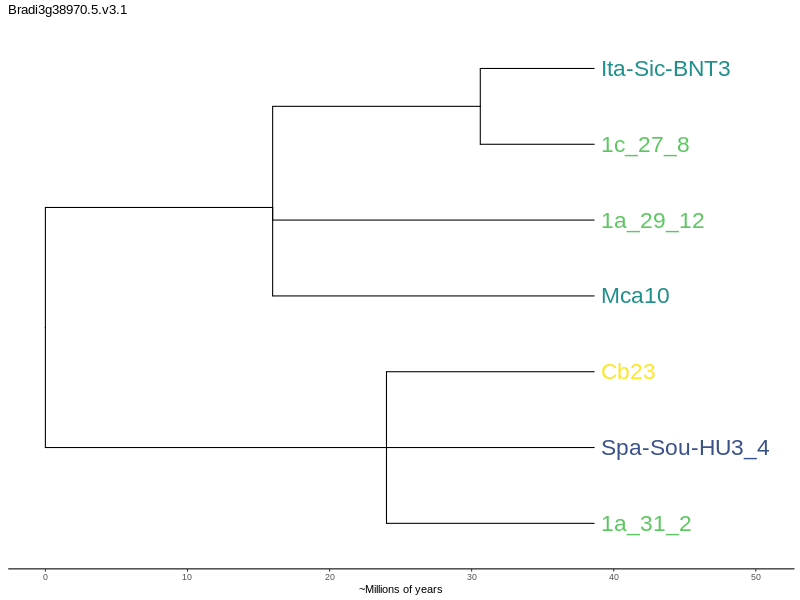 Bradi3g38970.5.v3.1
Ita-Sic-BNT3
1c_27_8
1a_29_12
Mca10
Cb23
Spa-Sou-HU3_4
1a_31_2
0 10 20 30 40 50
~Millions of years